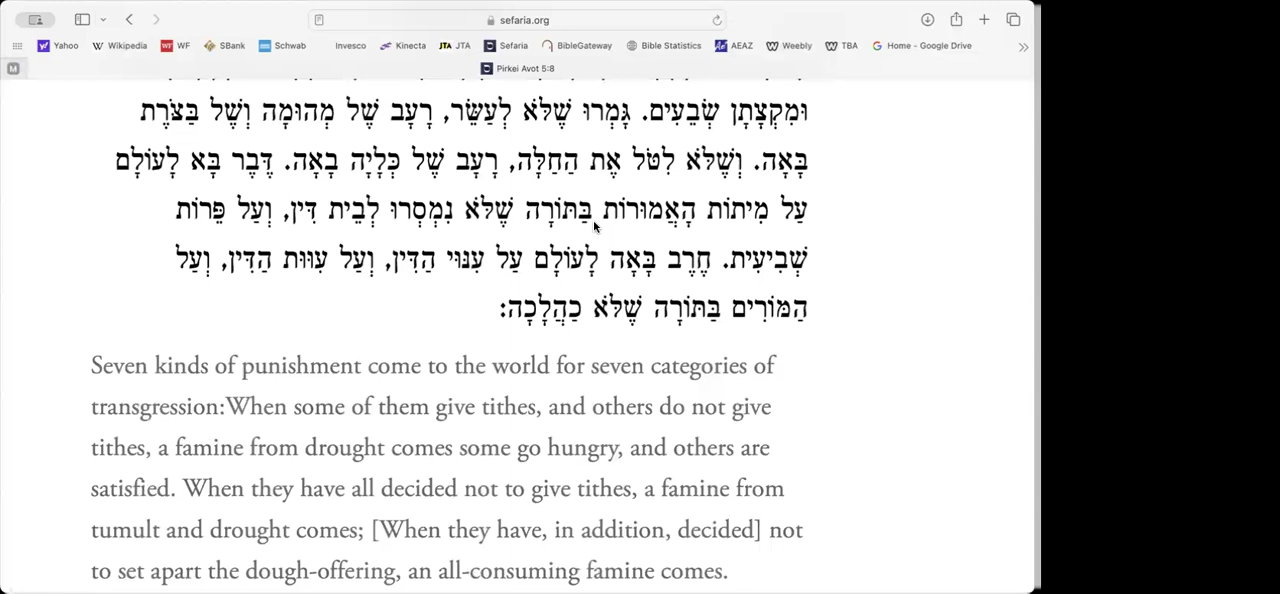 sefaria.org
Yahoo
Wikipedia
WF
SBank
Schwab
Invesco
Kinecta
JTA JTA
Sefaria
BibleGateway
Bible Statistics
AEAZ
Weebly
TBA
Home - Google Drive
M
Pirkei Avot 5:8
וּמִקְצָתָן שְׂבֵעִים. גָּמְרוּ שֶׁלֹּא לְעַשֵּׂר, רָעָב שֶׁל מְהוּמָה וְשֶׁל בַּצֹּרֶת
בָּאָה. וְשֶׁלֹּא לִטֹּל אֶת הַחַלָּה, רָעָב שֶׁל כְּלָיָה בָאָה. דֶּבֶר בָּא לָעוֹלָם
עַל מִיתוֹת הָאֲמוּרוֹת בַּתּוֹרָה שֶׁלֹּא נִמְסְרוּ לְבֵית דִּין, וְעַל פֵּרוֹת
שְׁבִיעִית. חֶרֶב בָּאָה לָעוֹלָם עַל עִנּוּי הַדִּין, וְעַל עִוּוּת הַדִּין, וְעַל
הַמּוֹרִים בַּתּוֹרָה שֶׁלֹּא כַהֲלָכָה:
Seven kinds of punishment come to the world for seven categories of
transgression:When some of them give tithes, and others do not give
tithes, a famine from drought comes some go hungry, and others are
satisfied. When they have all decided not to give tithes, a famine from
tumult and drought comes; [When they have, in addition, decided] not
to set apart the dough-offering, an all-consuming famine comes.